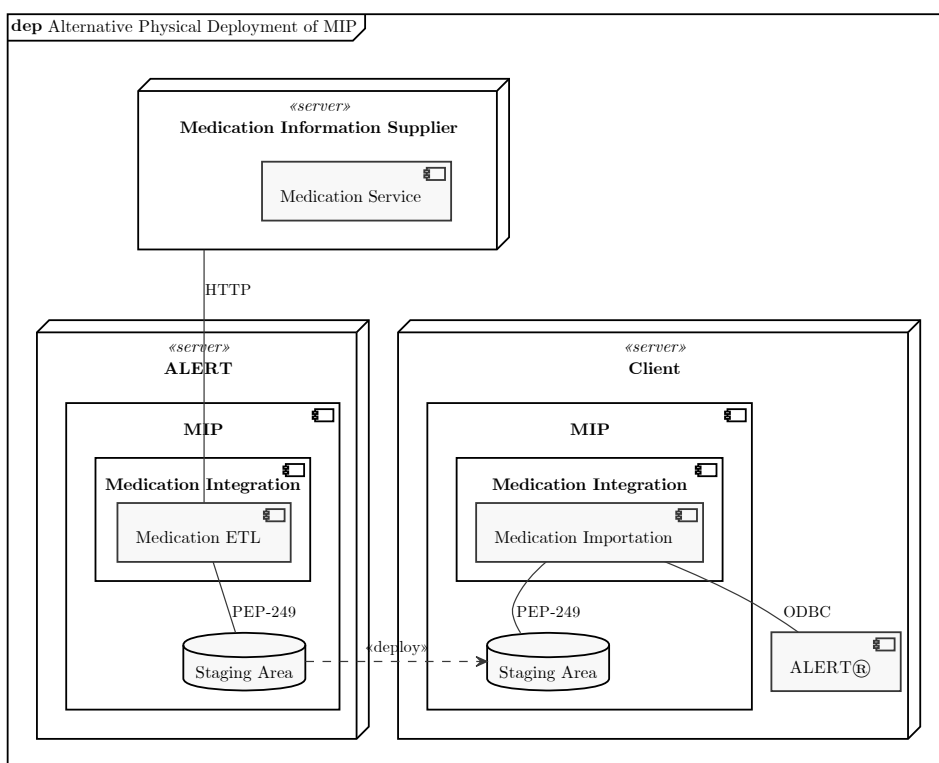 dep Alternative Physical Deployment of MIP
«server»
Medication Information Supplier
Medication Service
HTTP
«server»
ALERT
MIP
Medication Integration
Medication ETL
PEP-249
Staging Area
«deploy»
«server»
Client
MIP
Medication Integration
Medication Importation
PEP-249
ODBC
Staging Area
ALERT®